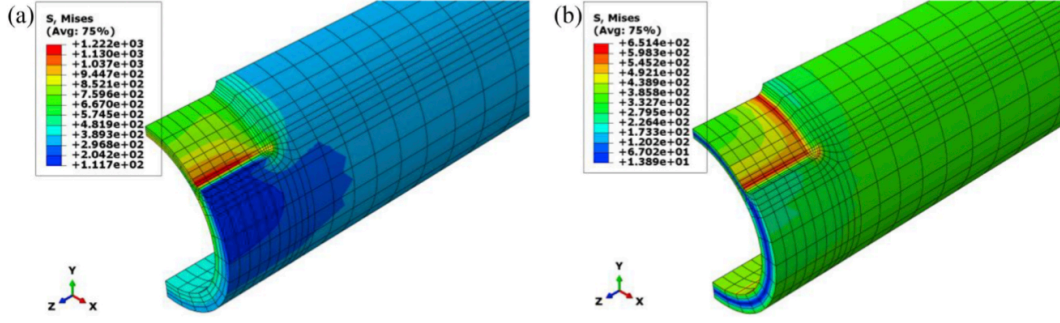 (a)
S, Mises
(Avg: 75%)
+1.222e+03
+1.130e+03
+1.037e+03
+9.447e+02
+8.521e+02
+7.596e+02
+6.670e+02
+5.745e+02
+4.819e+02
+3.893e+02
+2.968e+02
+2.042e+02
+1.117e+02
Y
Z
X
(b)
S, Mises
(Avg: 75%)
+6.514e+02
+5.983e+02
+5.452e+02
+4.921e+02
+4.389e+02
+3.858e+02
+3.327e+02
+2.795e+02
+2.264e+02
+1.733e+02
+1.202e+02
+6.702e+01
+1.389e+01
Y
Z
X